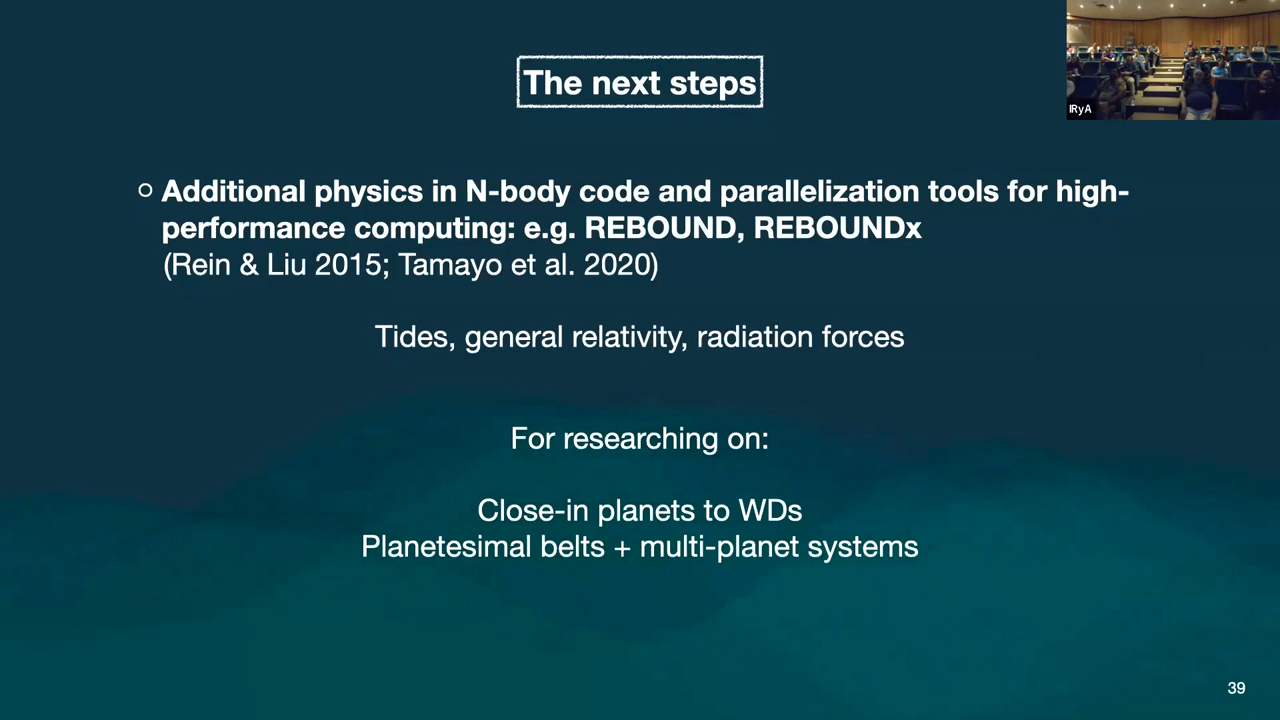 The next steps
IRyA
Additional physics in N-body code and parallelization tools for high-
performance computing: e.g. REBOUND, REBOUNDx
(Rein & Liu 2015; Tamayo et al. 2020)
Tides, general relativity, radiation forces
For researching on:
Close-in planets to WDs
Planetesimal belts + multi-planet systems
39